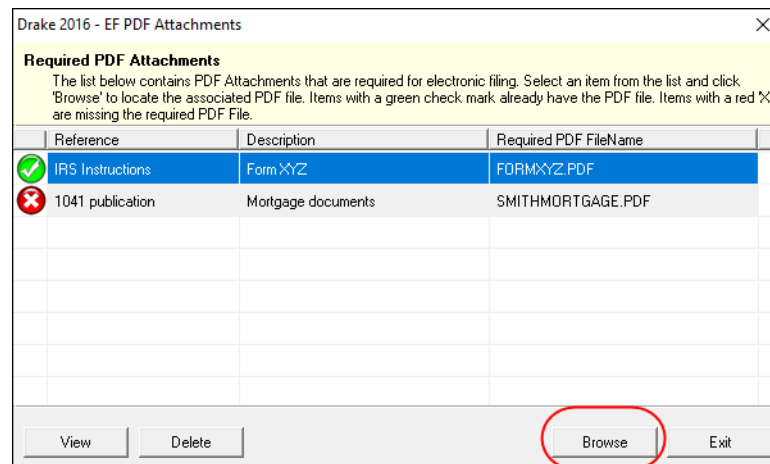 Drake 2016 - EF PDF Attachments
Required PDF Attachments
The list below contains PDF Attachments that are required for electronic filing. Select an item from the list and click
'Browse' to locate the associated PDF file. Items with a green check mark already have the PDF file. Items with a red 'X
are missing the required PDF File.
Reference Description Required PDF FileName
IRS Instructions Form XYZ FORMXYZ.PDF
1041 publication Mortgage documents SMITHMORTGAGE.PDF
View Delete Browse Exit